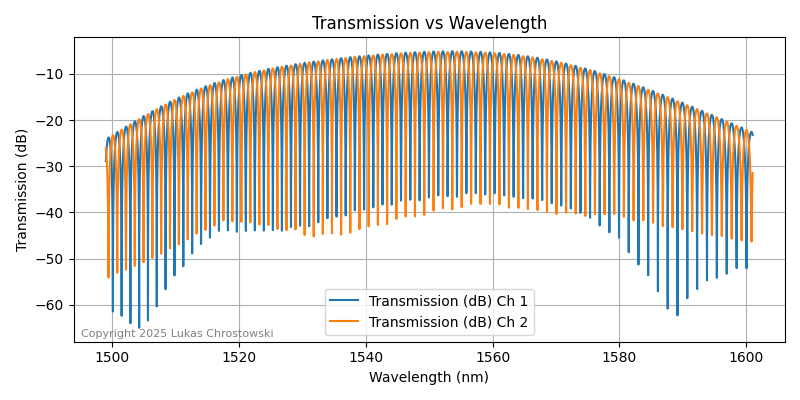 Transmission vs Wavelength
Transmission (dB)
−10
−20
−30
−40
−50
−60
Transmission (dB) Ch 1
Transmission (dB) Ch 2
Copyright 2025 Lukas Chrostowski
1500
1520
1540
1560
1580
1600
Wavelength (nm)